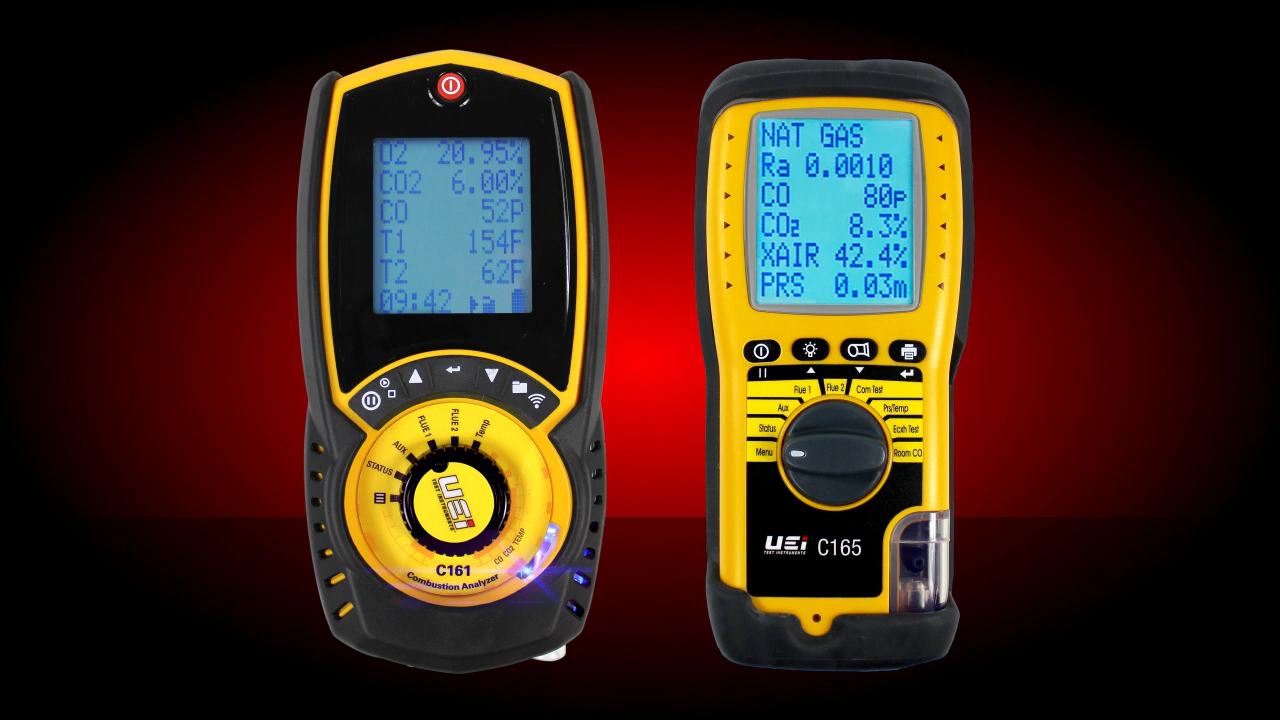 O2 20.95%
CO2 6.00%
CO 52P
T1 154F
T2 62F
09:42
STATUS
AUX
FLUE 1
FLUE 2
Temp
UEi
TEST INSTRUMENTS
CO CO2 TEMP
C161
Combustion Analyzer
NAT GAS
Ra 0.0010
CO 80p
CO₂ 8.3%
XAIR 42.4%
PRS 0.03m
Flue 1
Flue 2
Com Test
Aux
Prs/Temp
Status
Ecxh Test
Menu
Room CO
UEi
TEST INSTRUMENTS
C165